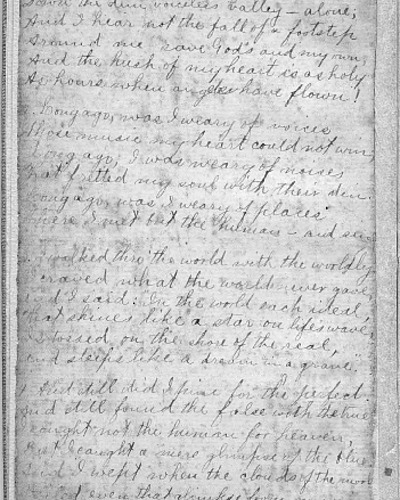 Down the dim, voiceless valley – alone,
And I hear not the fall of a footstep
Around me save God's and my own;
And the hush of my heart is as holy
As hours when angels have flown!
Long ago, was I weary of voices
Whose music my heart could not win
Long ago, I was weary of noises
That fretted my soul with their din
Long ago, was I weary of places
Where I met but the human – and
I walked thro the world with the worldly
I craved what the world never gave,
And I said: In the world each ideal,
That shines like a star on life's wave,
Is tossed, on the shore of the real,
And sleeps like a dream in a grave."
And still did I pine for the perfect
And still found the false with the true
I sought not the human for heaven,
But I caught a mere glimpse of the blue
And I wept when the clouds of the
even that